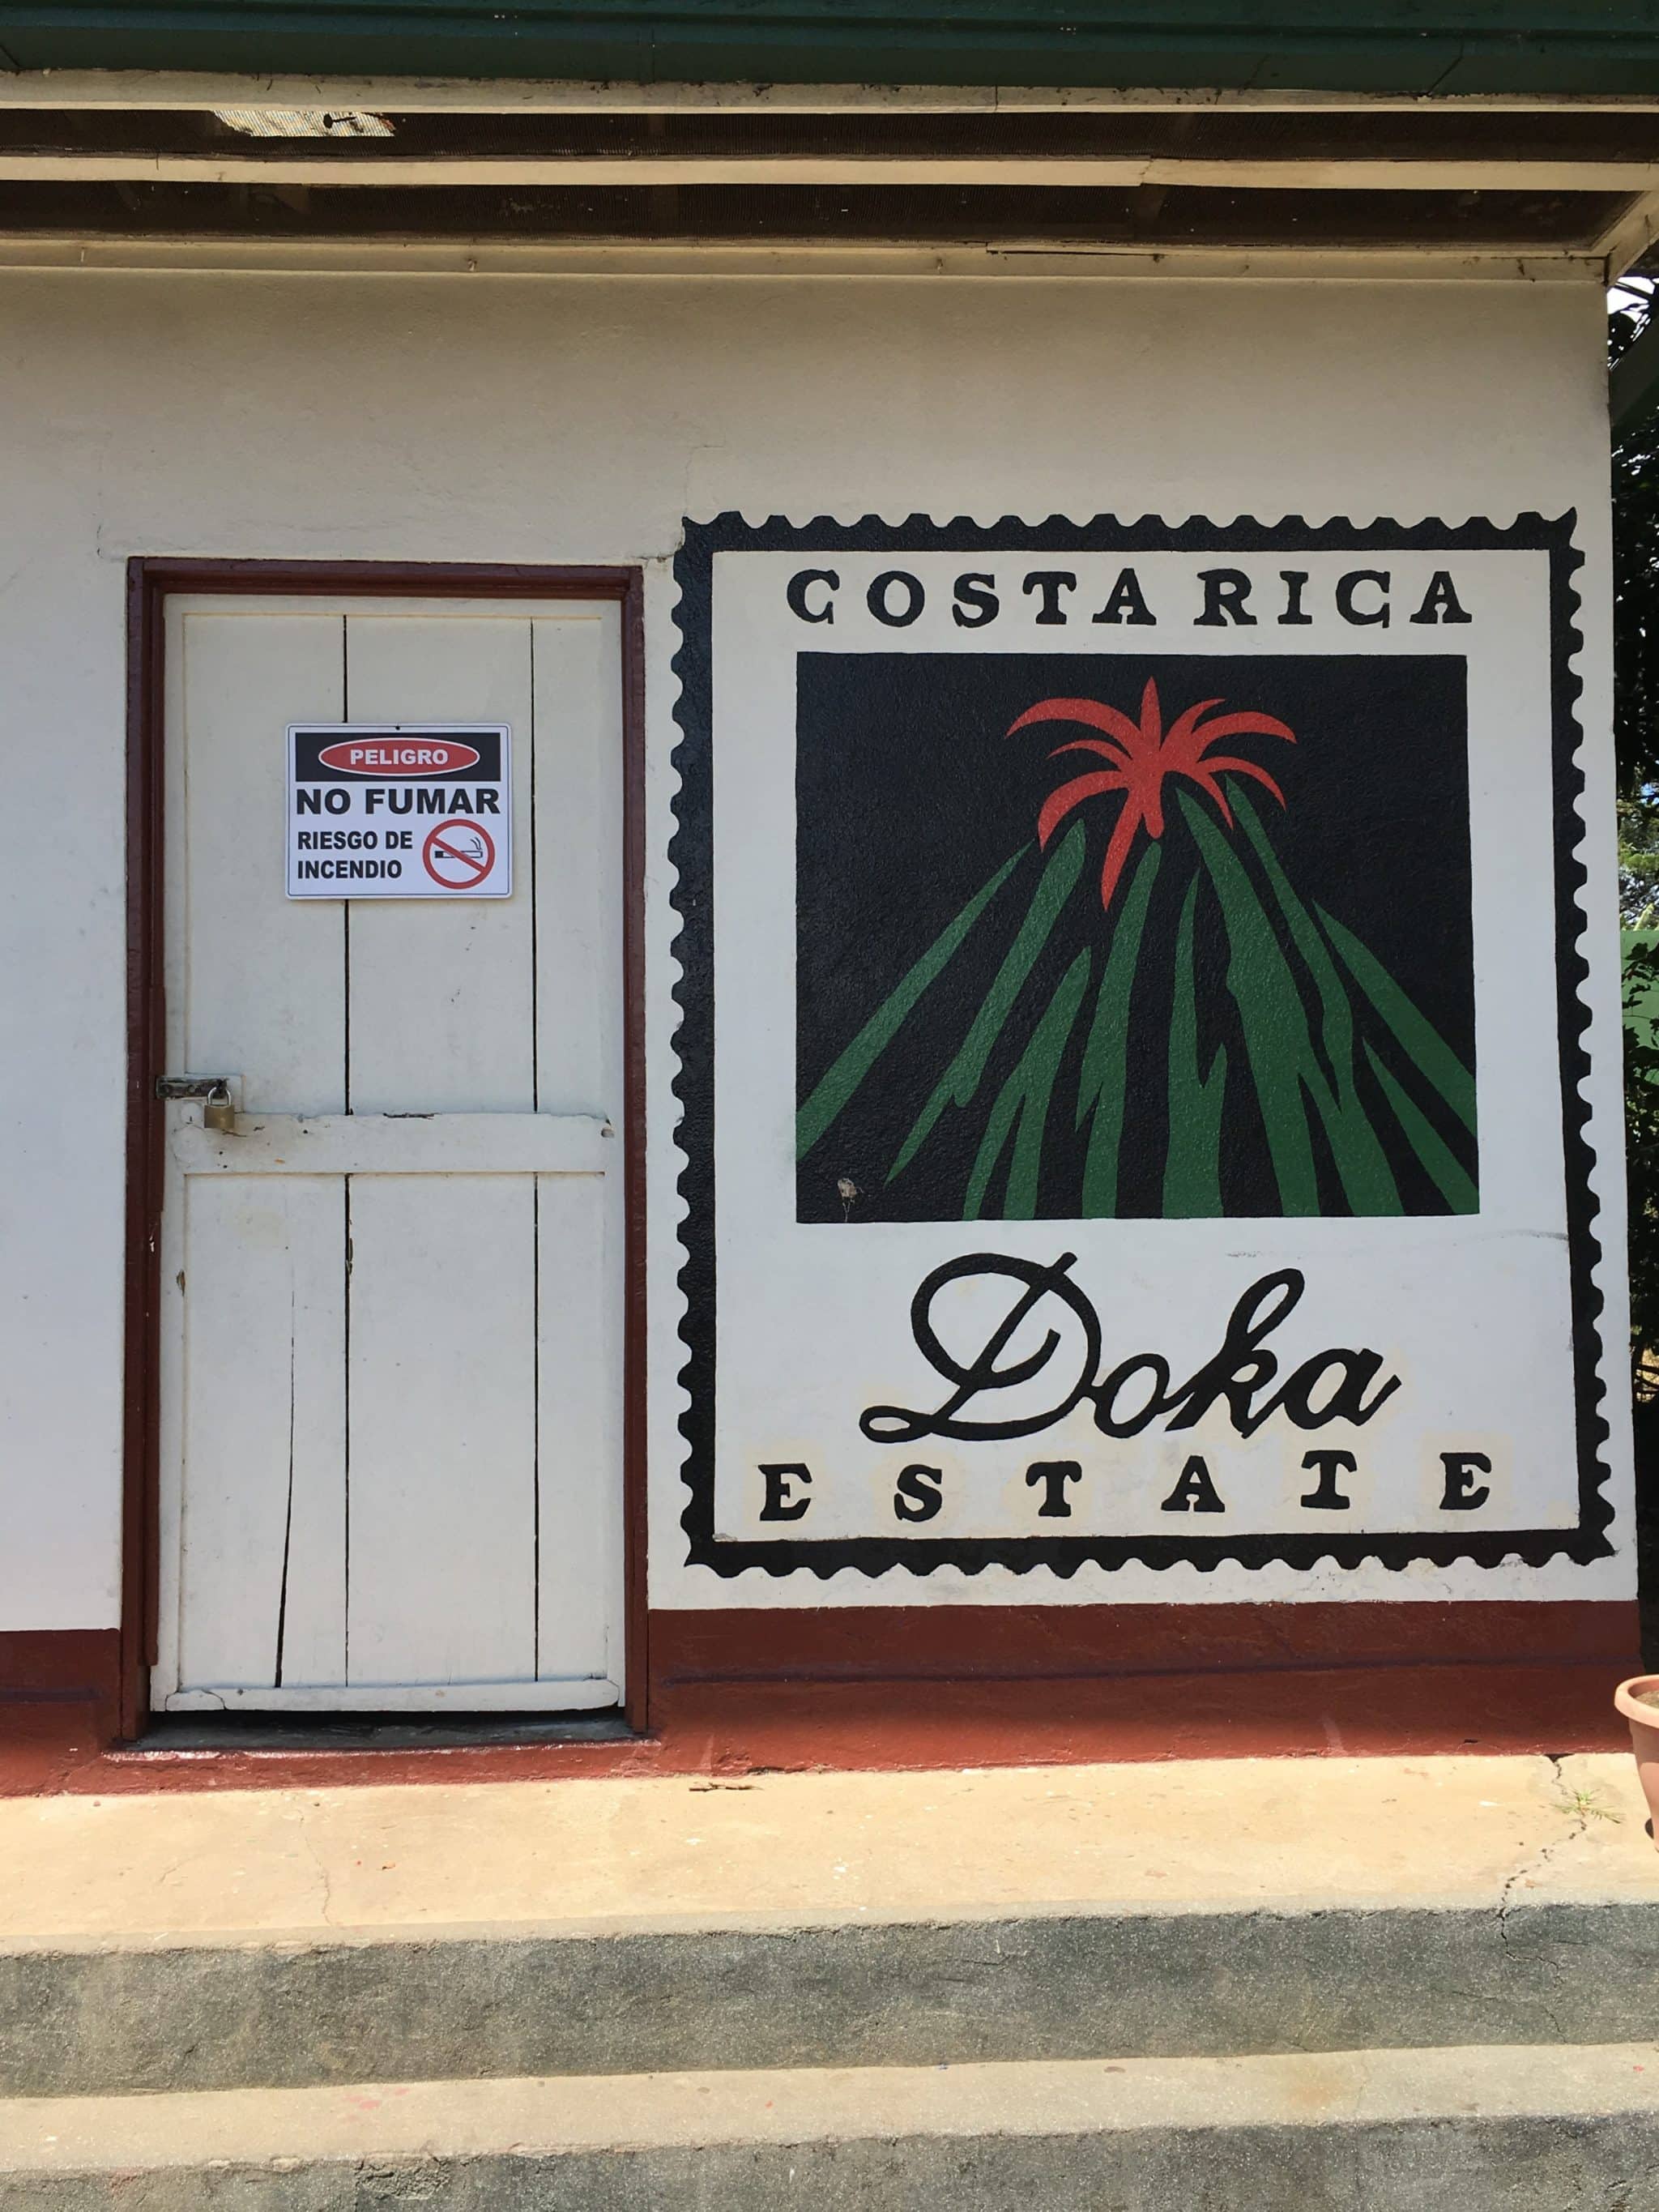 PELIGRO
NO FUMAR
RIESGO DE
INCENDIO
COSTA RICA
Doka
ESTATE